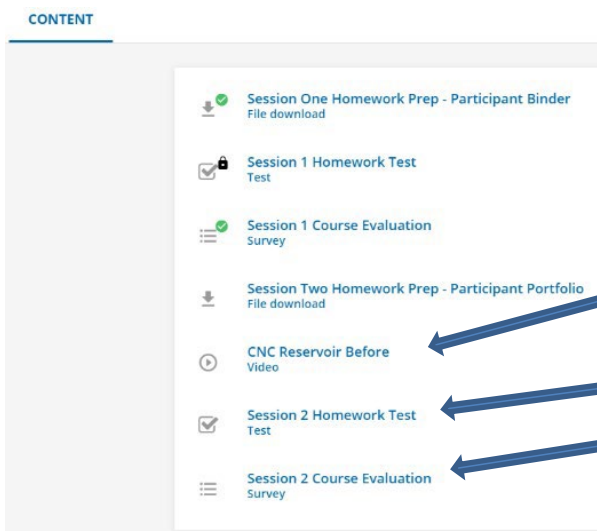 CONTENT
Session One Homework Prep - Participant Binder
File download
Session 1 Homework Test
Test
Session 1 Course Evaluation
Survey
Session Two Homework Prep - Participant Portfolio
File download
CNC Reservoir Before
Video
Session 2 Homework Test
Test
Session 2 Course Evaluation
Survey